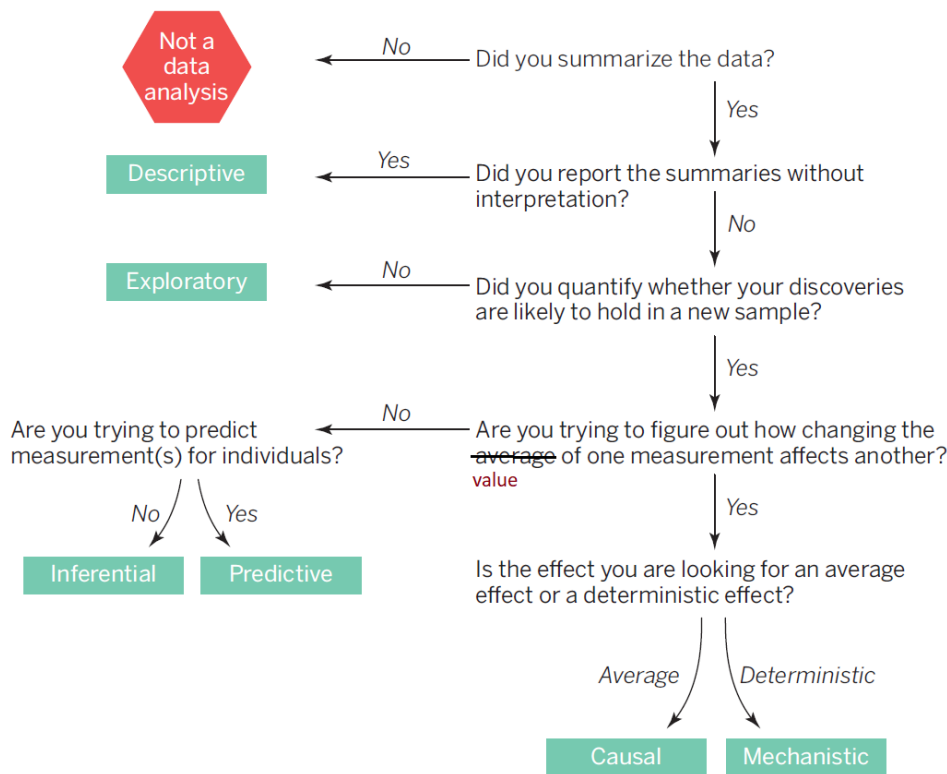 Not a
data
analysis
No
Did you summarize the data?
Yes
Descriptive
Yes
Did you report the summaries without
interpretation?
No
Exploratory
No
Did you quantify whether your discoveries
are likely to hold in a new sample?
Yes
Are you trying to predict
measurement(s) for individuals?
No
Are you trying to figure out how changing the
average of one measurement affects another?
value
No
Yes
Yes
Inferential
Predictive
Is the effect you are looking for an average
effect or a deterministic effect?
Average
Deterministic
Causal
Mechanistic